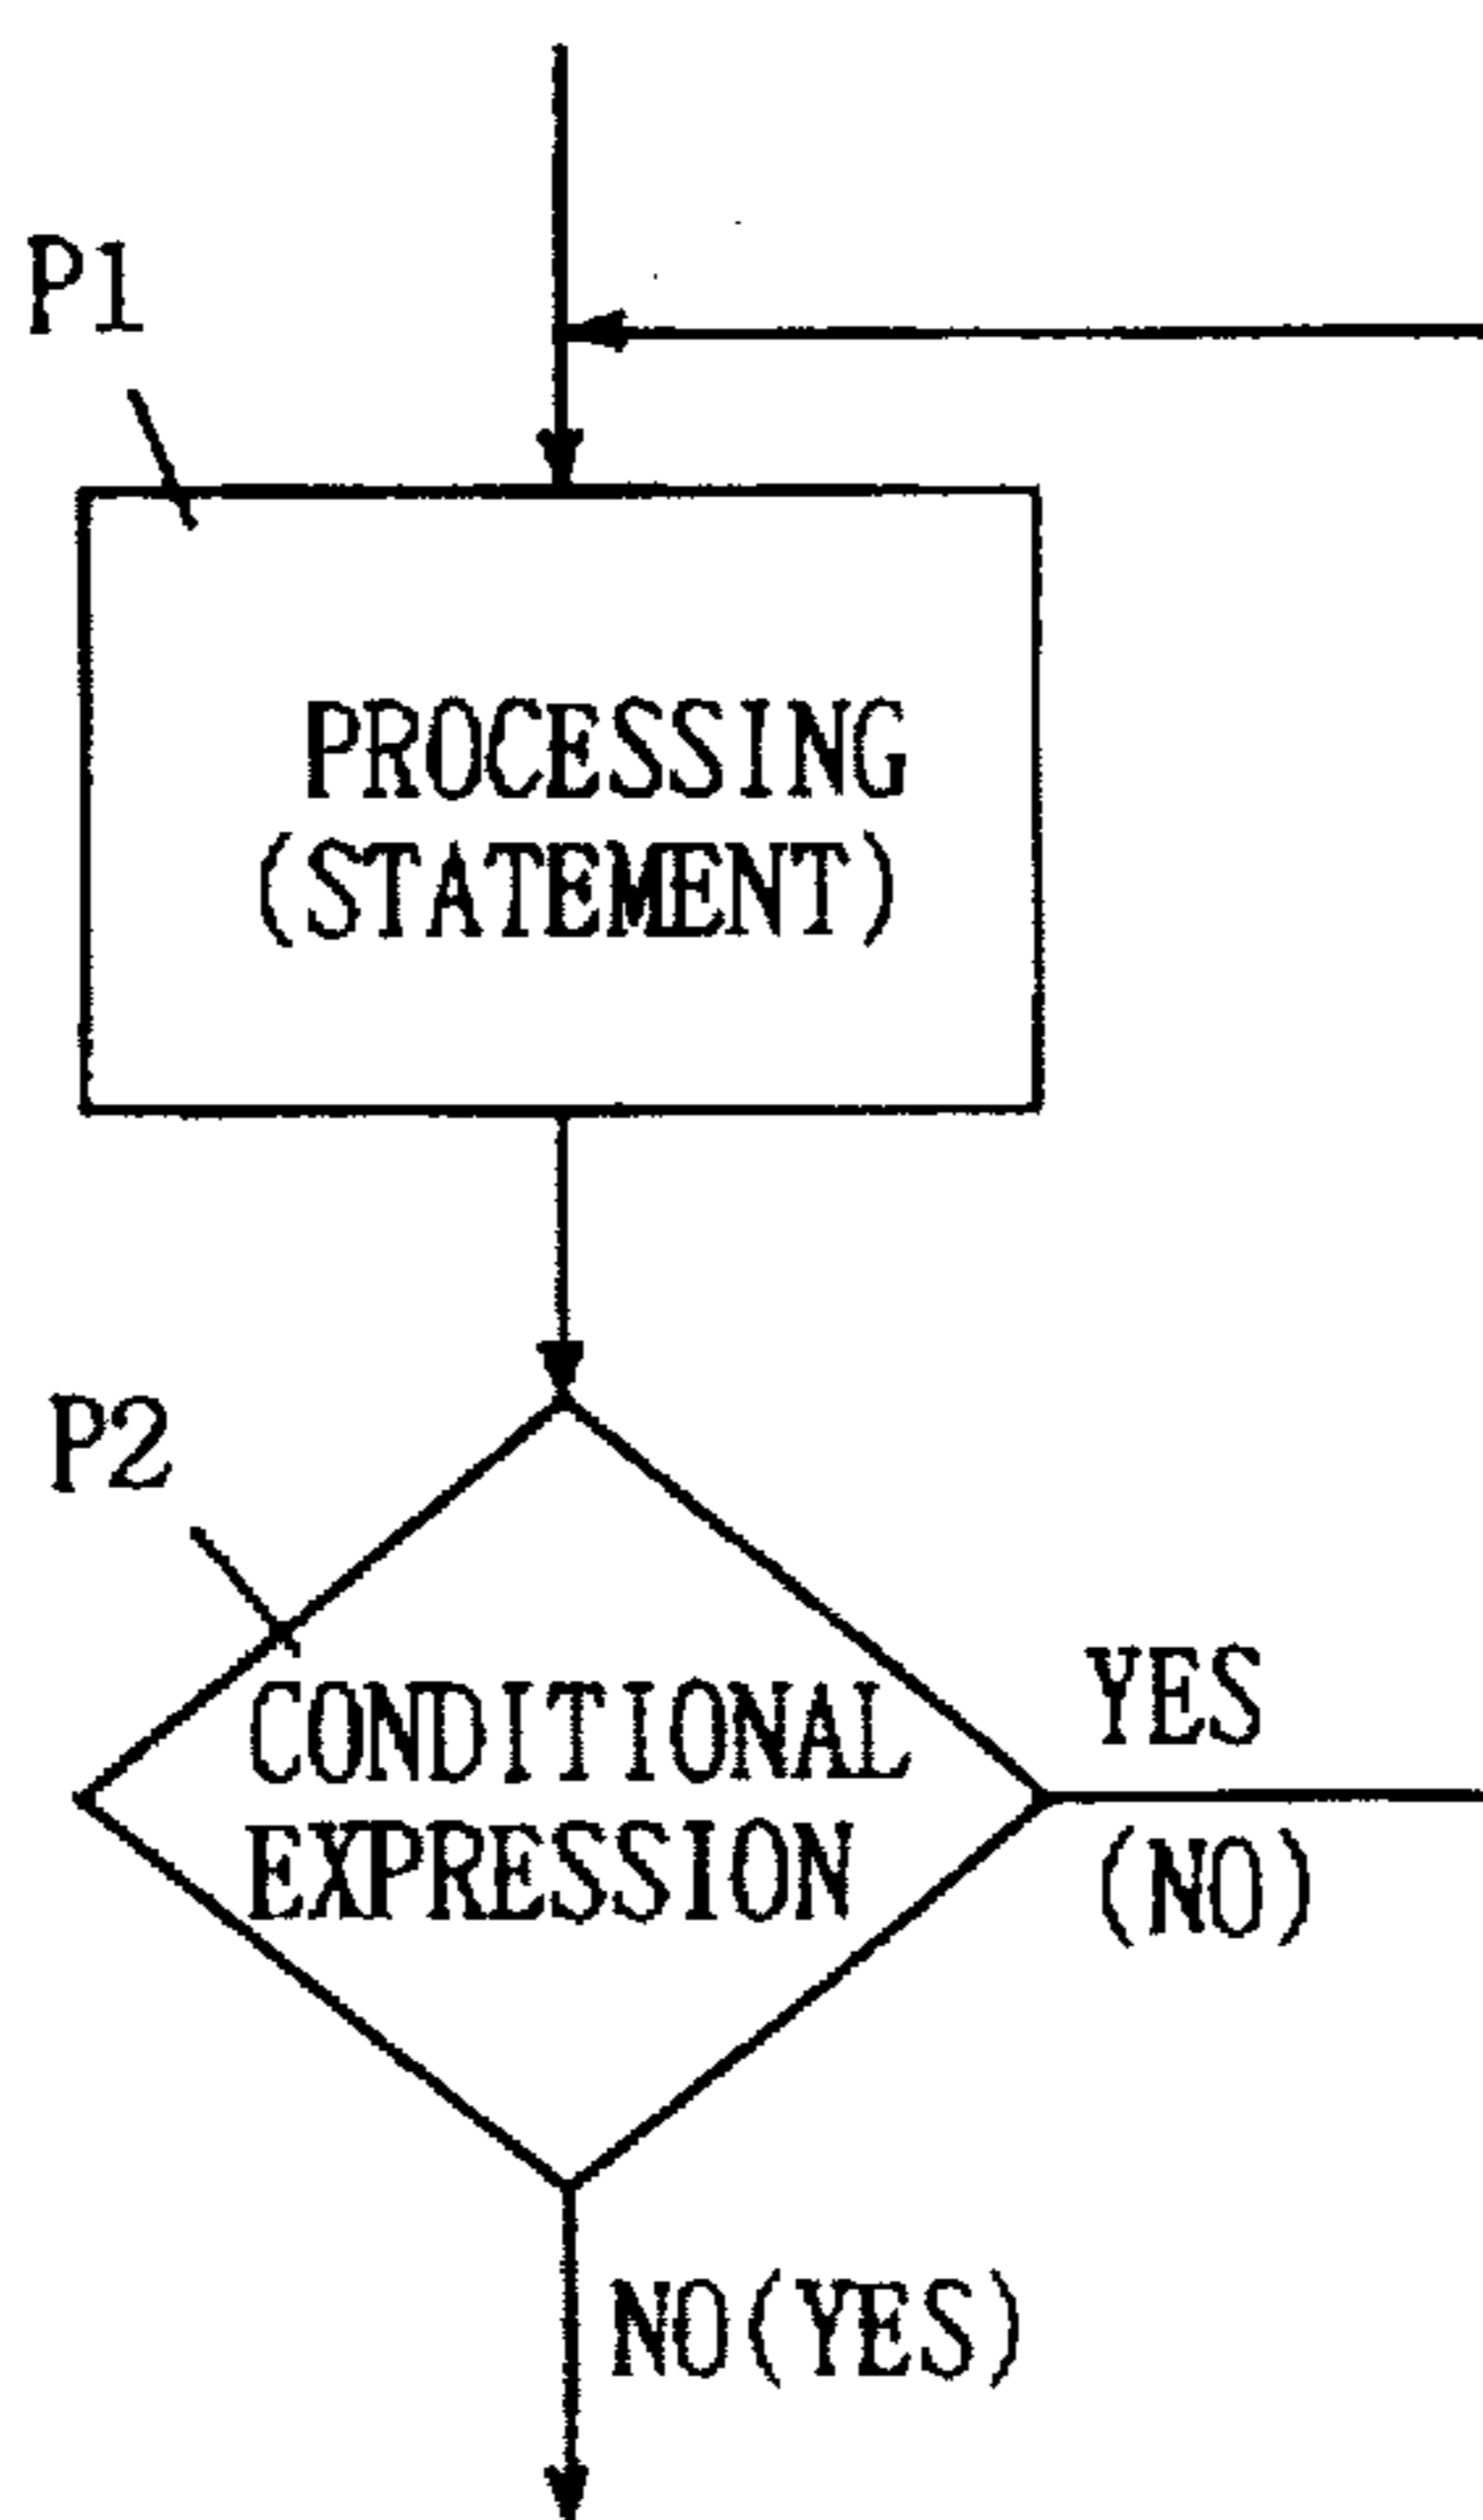 P1
PROCESSING
(STATEMENT)
P2
CONDITIONAL
EXPRESSION
YES
(NO)
NO(YES)